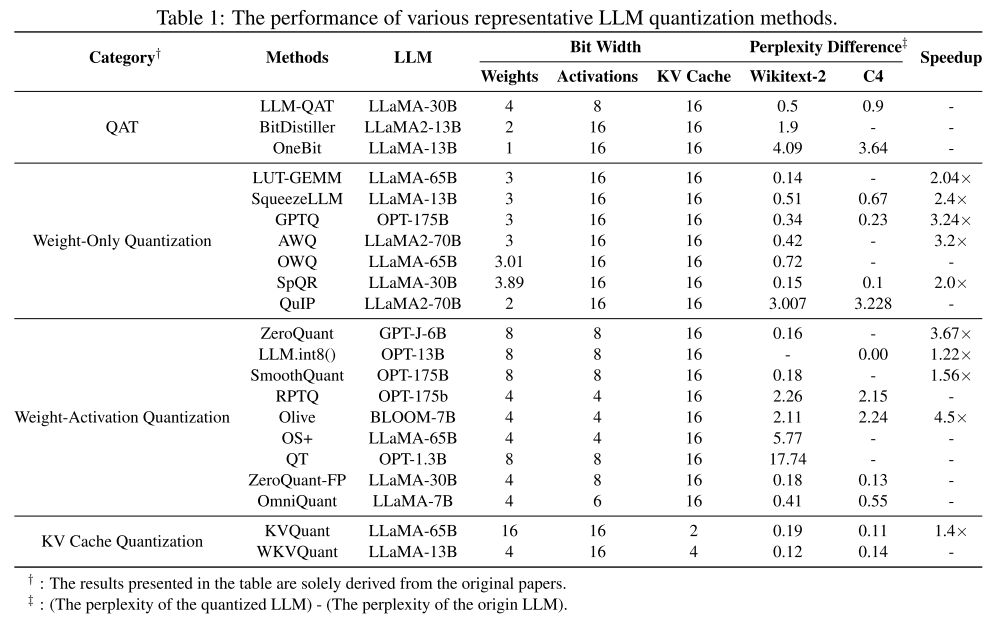 Table 1: The performance of various representative LLM quantization methods.
Category† Methods LLM Bit Width Perplexity Difference‡ Speedup
Weights Activations KV Cache Wikitext-2 C4
QAT
LLM-QAT LLaMA-30B 4 8 16 0.5 0.9 -
BitDistiller LLaMA2-13B 2 16 16 1.9 - -
OneBit LLaMA-13B 1 16 16 4.09 3.64 -
Weight-Only Quantization
LUT-GEMM LLaMA-65B 3 16 16 0.14 - 2.04×
SqueezeLLM LLaMA-13B 3 16 16 0.51 0.67 2.4×
GPTQ OPT-175B 3 16 16 0.34 0.23 3.24×
AWQ LLaMA2-70B 3 16 16 0.42 - 3.2×
OWQ LLaMA-65B 3.01 16 16 0.72 - -
SpQR LLaMA-30B 3.89 16 16 0.15 0.1 2.0×
QuIP LLaMA2-70B 2 16 16 3.007 3.228 -
Weight-Activation Quantization
ZeroQuant GPT-J-6B 8 8 16 0.16 - 3.67×
LLM.int8() OPT-13B 8 8 16 - 0.00 1.22×
SmoothQuant OPT-175B 8 8 16 0.18 - 1.56×
RPTQ OPT-175b 4 4 16 2.26 2.15 -
Olive BLOOM-7B 4 4 16 2.11 2.24 4.5×
OS+ LLaMA-65B 4 4 16 5.77 - -
QT OPT-1.3B 8 8 16 17.74 - -
ZeroQuant-FP LLaMA-30B 4 8 16 0.18 0.13 -
OmniQuant LLaMA-7B 4 6 16 0.41 0.55 -
KV Cache Quantization
KVQuant LLaMA-65B 16 16 2 0.19 0.11 1.4×
WKVQuant LLaMA-13B 4 16 4 0.12 0.14 -
† : The results presented in the table are solely derived from the original papers.
‡ : (The perplexity of the quantized LLM) - (The perplexity of the origin LLM).